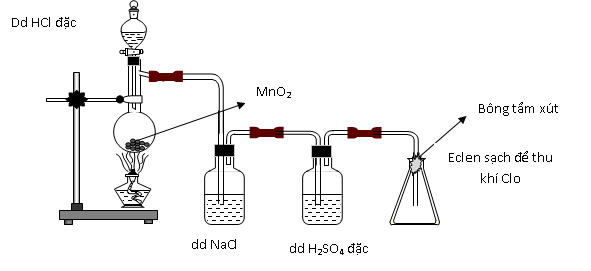 Dd HCl đặc
MnO₂
Bông tẩm xút
Eclen sạch để thu
khí Clo
dd NaCl
dd H₂SO₄ đặc